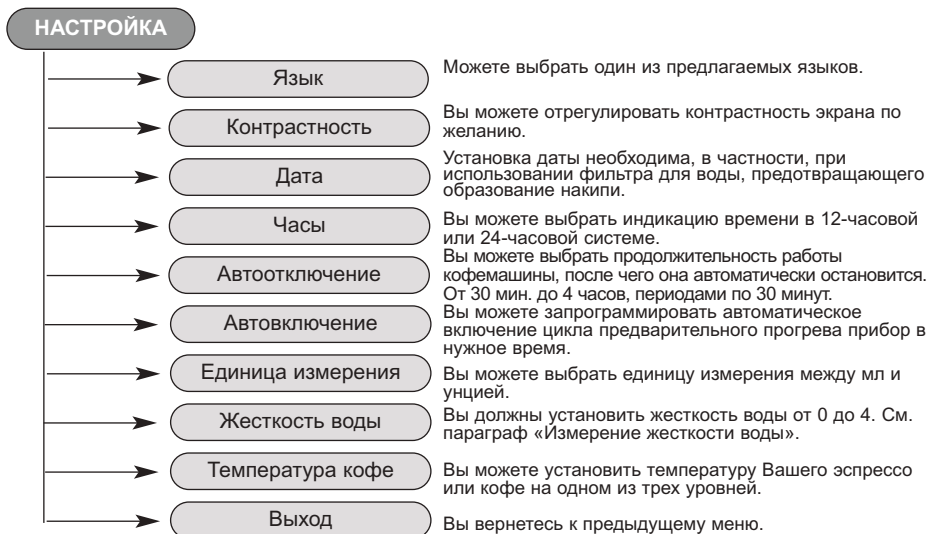 НАСТРОЙКА
Язык
Можете выбрать один из предлагаемых языков.
Контрастность
Вы можете отрегулировать контрастность экрана по
желанию.
Дата
Установка даты необходима, в частности, при
использовании фильтра для воды, предотвращающего
образование накипи.
Часы
Вы можете выбрать индикацию времени в 12-часовой
или 24-часовой системе.
Автоотключение
Вы можете выбрать продолжительность работы
кофемашины, после чего она автоматически остановится.
От 30 мин. до 4 часов, периодами по 30 минут.
Автовключение
Вы можете запрограммировать автоматическое
включение цикла предварительного прогрева прибор в
нужное время.
Единица измерения
Вы можете выбрать единицу измерения между мл и
унцией.
Жесткость воды
Вы должны установить жесткость воды от 0 до 4. См.
параграф «Измерение жесткости воды».
Температура кофе
Вы можете установить температуру Вашего эспрессо
или кофе на одном из трех уровней.
Выход
Вы вернетесь к предыдущему меню.